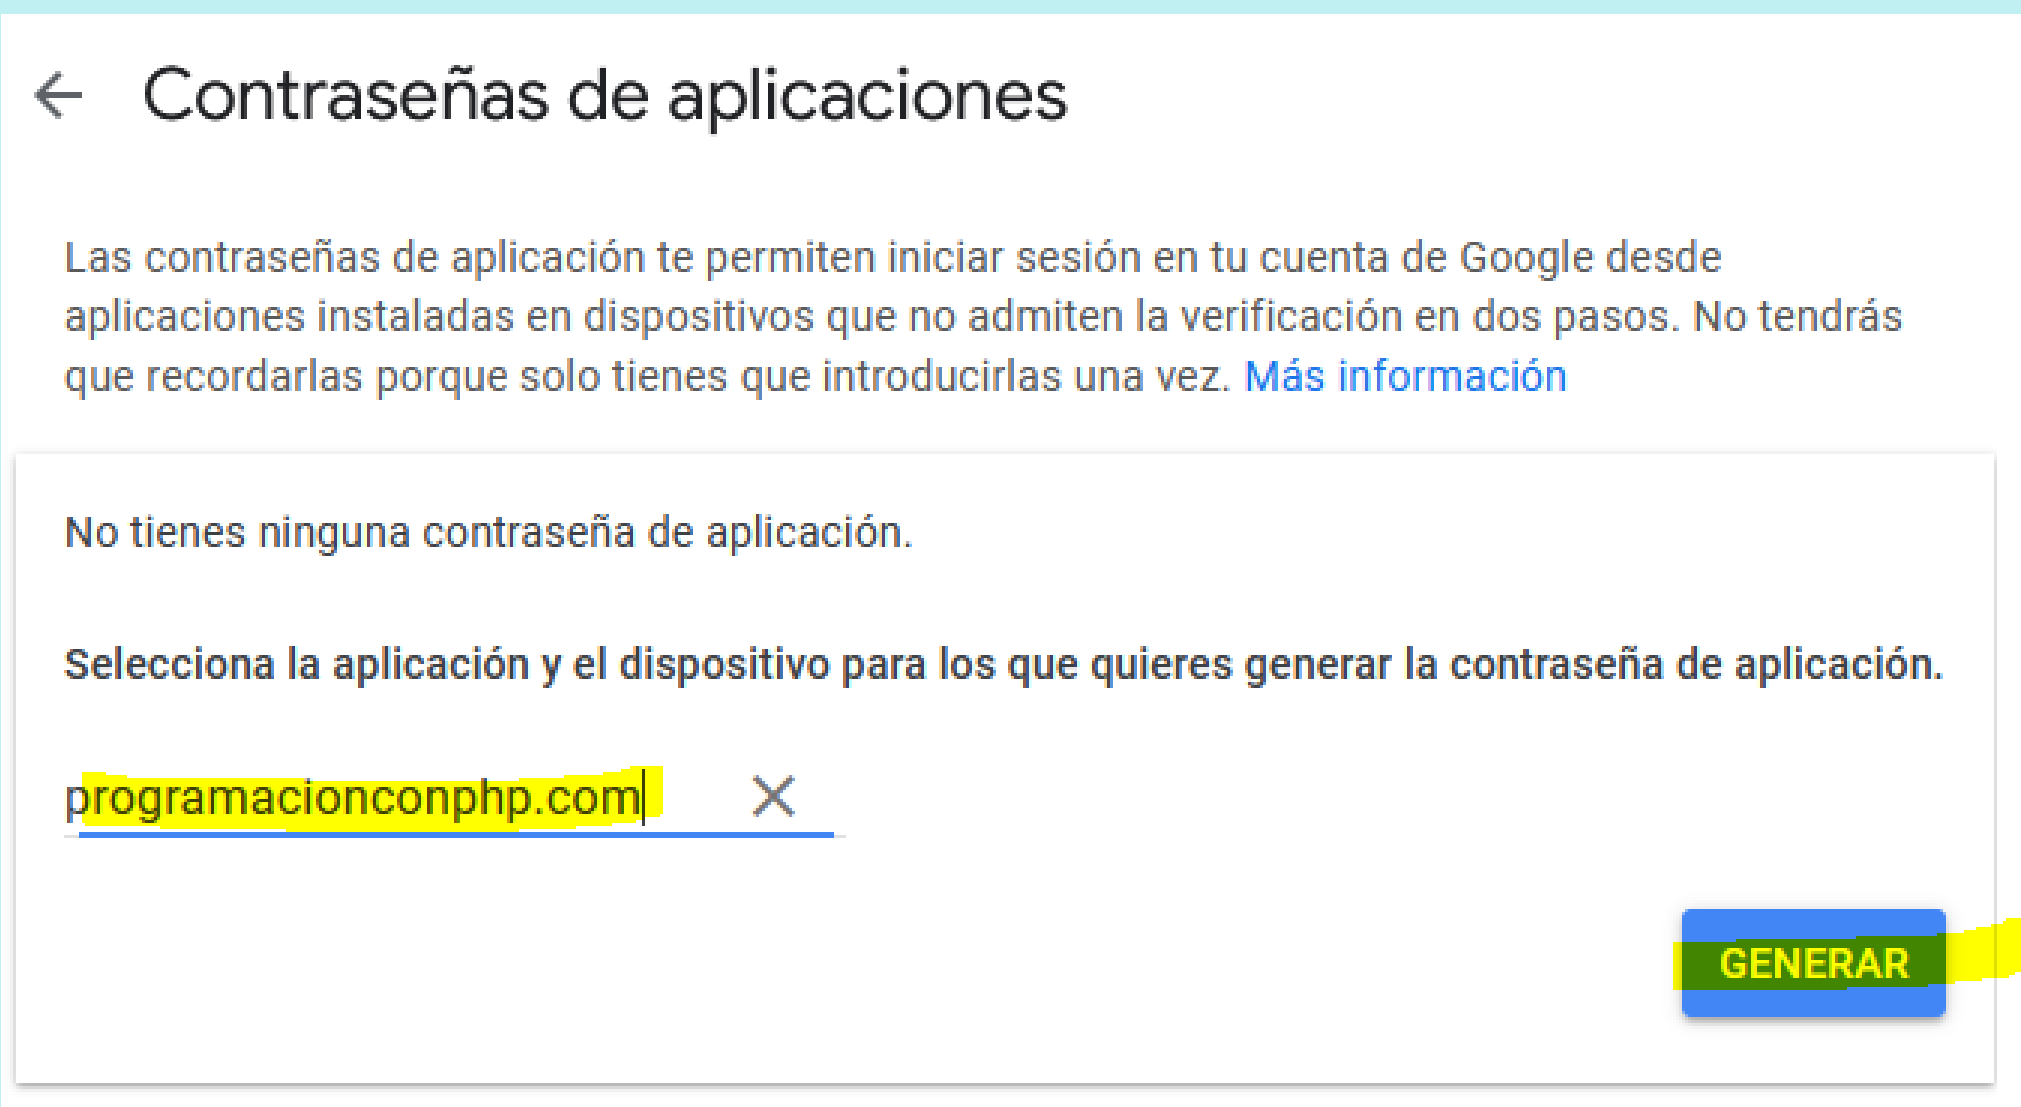 Contraseñas de aplicaciones
Las contraseñas de aplicación te permiten iniciar sesión en tu cuenta de Google desde
aplicaciones instaladas en dispositivos que no admiten la verificación en dos pasos. No tendrás
que recordarlas porque solo tienes que introducirlas una vez. Más información
No tienes ninguna contraseña de aplicación.
Selecciona la aplicación y el dispositivo para los que quieres generar la contraseña de aplicación.
programacionconphp.com
GENERAR